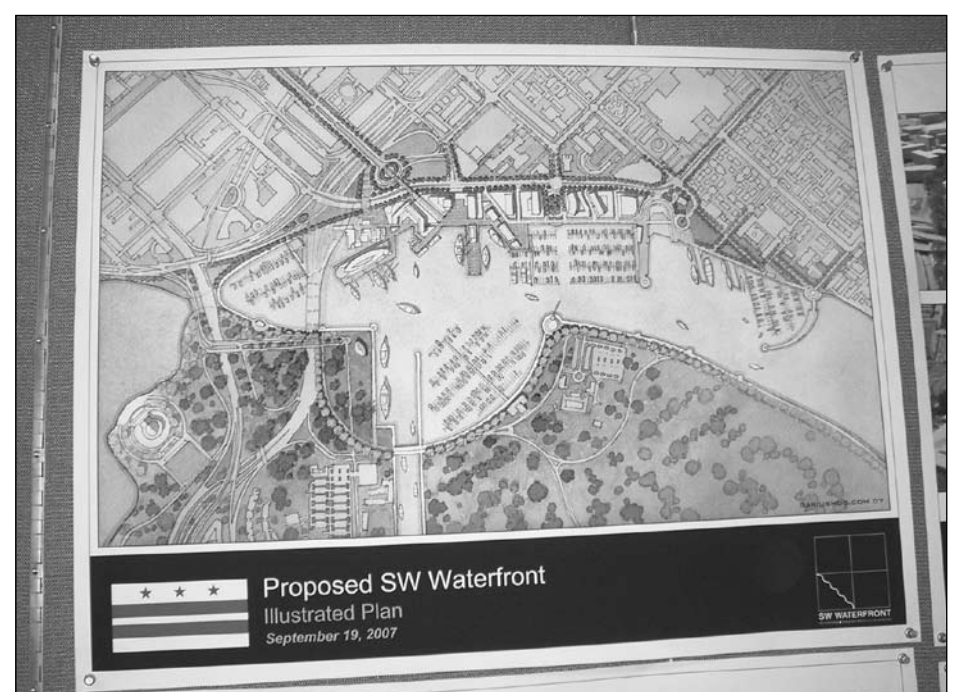 Proposed SW Waterfront
Illustrated Plan
September 19, 2007
SW WATERFRONT